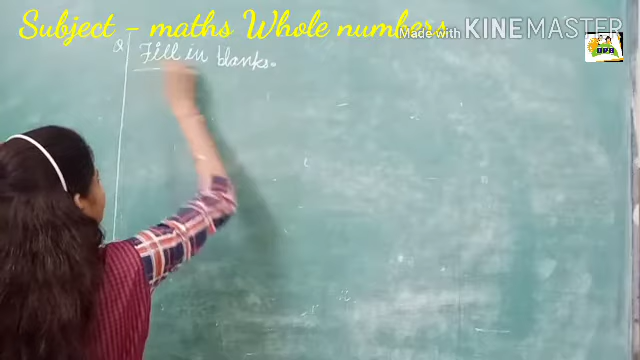 Subject - maths Whole numbers
Made with KINEMASTER
Fill in blanks.